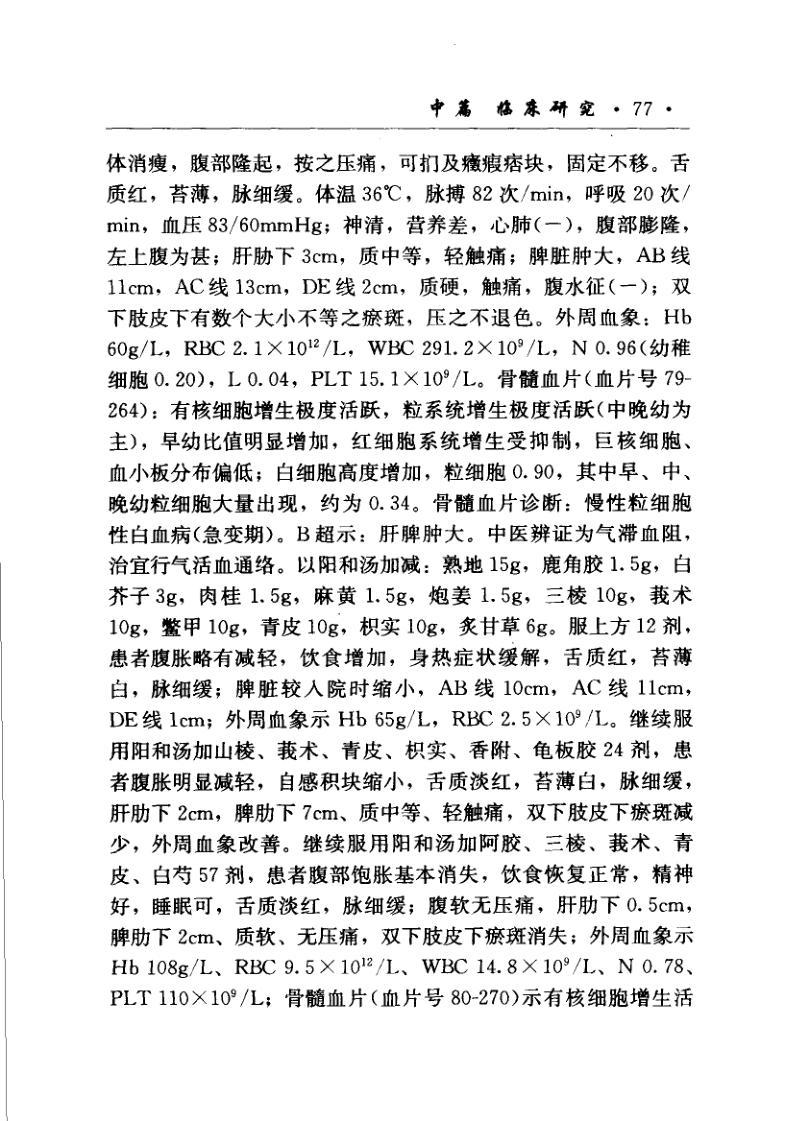 中篇 临床研究 · 77 ·
体消瘦，腹部隆起，按之压痛，可扪及癥瘕痞块，固定不移。舌
质红，苔薄，脉细缓。体温 36℃，脉搏 82 次/min，呼吸 20 次/
min，血压 83/60mmHg；神清，营养差，心肺(－)，腹部膨隆，
左上腹为甚；肝胁下 3cm，质中等，轻触痛；脾脏肿大，AB 线
11cm，AC 线 13cm，DE 线 2cm，质硬，触痛，腹水征(－)；双
下肢皮下有数个大小不等之瘀斑，压之不退色。外周血象：Hb
60g/L，RBC 2.1×10¹²/L，WBC 291.2×10⁹/L，N 0.96(幼稚
细胞 0.20)，L 0.04，PLT 15.1×10⁹/L。骨髓血片(血片号 79-
264)：有核细胞增生极度活跃，粒系统增生极度活跃(中晚幼为
主)，早幼比值明显增加，红细胞系统增生受抑制，巨核细胞、
血小板分布偏低；白细胞高度增加，粒细胞 0.90，其中早、中、
晚幼粒细胞大量出现，约为 0.34。骨髓血片诊断：慢性粒细胞
性白血病(急变期)。B 超示：肝脾肿大。中医辨证为气滞血阻，
治宜行气活血通络。以阳和汤加减：熟地 15g，鹿角胶 1.5g，白
芥子 3g，肉桂 1.5g，麻黄 1.5g，炮姜 1.5g，三棱 10g，莪术
10g，鳖甲 10g，青皮 10g，枳实 10g，炙甘草 6g。服上方 12 剂，
患者腹胀略有减轻，饮食增加，身热症状缓解，舌质红，苔薄
白，脉细缓；脾脏较入院时缩小，AB 线 10cm，AC 线 11cm，
DE 线 1cm；外周血象示 Hb 65g/L，RBC 2.5×10⁹/L。继续服
用阳和汤加山棱、莪术、青皮、枳实、香附、龟板胶 24 剂，患
者腹胀明显减轻，自感积块缩小，舌质淡红，苔薄白，脉细缓，
肝肋下 2cm，脾肋下 7cm、质中等、轻触痛，双下肢皮下瘀斑减
少，外周血象改善。继续服用阳和汤加阿胶、三棱、莪术、青
皮、白芍 57 剂，患者腹部饱胀基本消失，饮食恢复正常，精神
好，睡眠可，舌质淡红，脉细缓；腹软无压痛，肝肋下 0.5cm，
脾肋下 2cm、质软、无压痛，双下肢皮下瘀斑消失；外周血象示
Hb 108g/L、RBC 9.5×10¹²/L、WBC 14.8×10⁹/L、N 0.78、
PLT 110×10⁹/L；骨髓血片(血片号 80-270)示有核细胞增生活